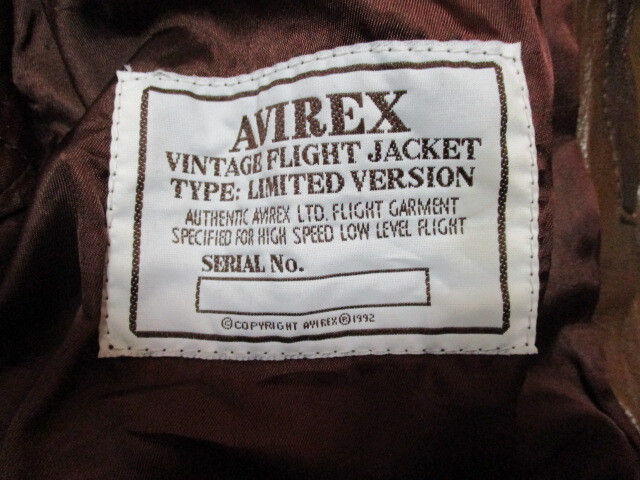 AVIREX
VINTAGE FLIGHT JACKET
TYPE: LIMITED VERSION
AUTHENTIC AVIREX LTD. FLIGHT GARMENT
SPECIFIED FOR HIGH SPEED LOW LEVEL FLIGHT
SERIAL No.
©COPYRIGHT AVIREX®1992